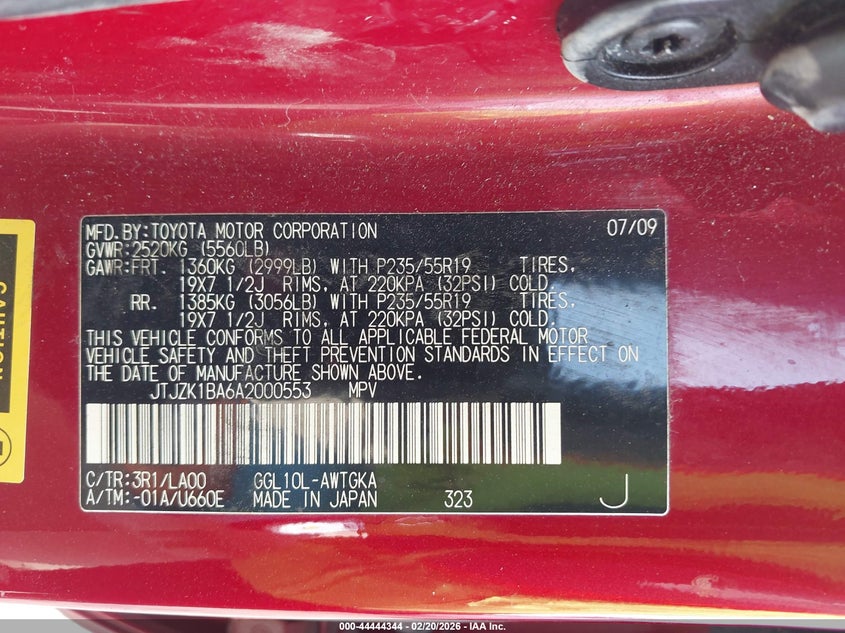 MFD.BY:TOYOTA MOTOR CORPORATION 07/09
GVWR:2520KG (5560LB)
GAWR:FRT. 1360KG (2999LB) WITH P235/55R19 TIRES,
19X7 1/2J RIMS, AT 220KPA (32PSI) COLD.
RR. 1385KG (3056LB) WITH P235/55R19 TIRES,
19X7 1/2J RIMS, AT 220KPA (32PSI) COLD.
THIS VEHICLE CONFORMS TO ALL APPLICABLE FEDERAL MOTOR
VEHICLE SAFETY AND THEFT PREVENTION STANDARDS IN EFFECT ON
THE DATE OF MANUFACTURE SHOWN ABOVE.
JTJZK1BA6A2000553 MPV
C/TR:3R1/LA00 GGL10L-AWTGKA
A/TM:-01A/U660E MADE IN JAPAN 323 J
CAUTION
000-44444344 | 02/20/2026 - IAA Inc.